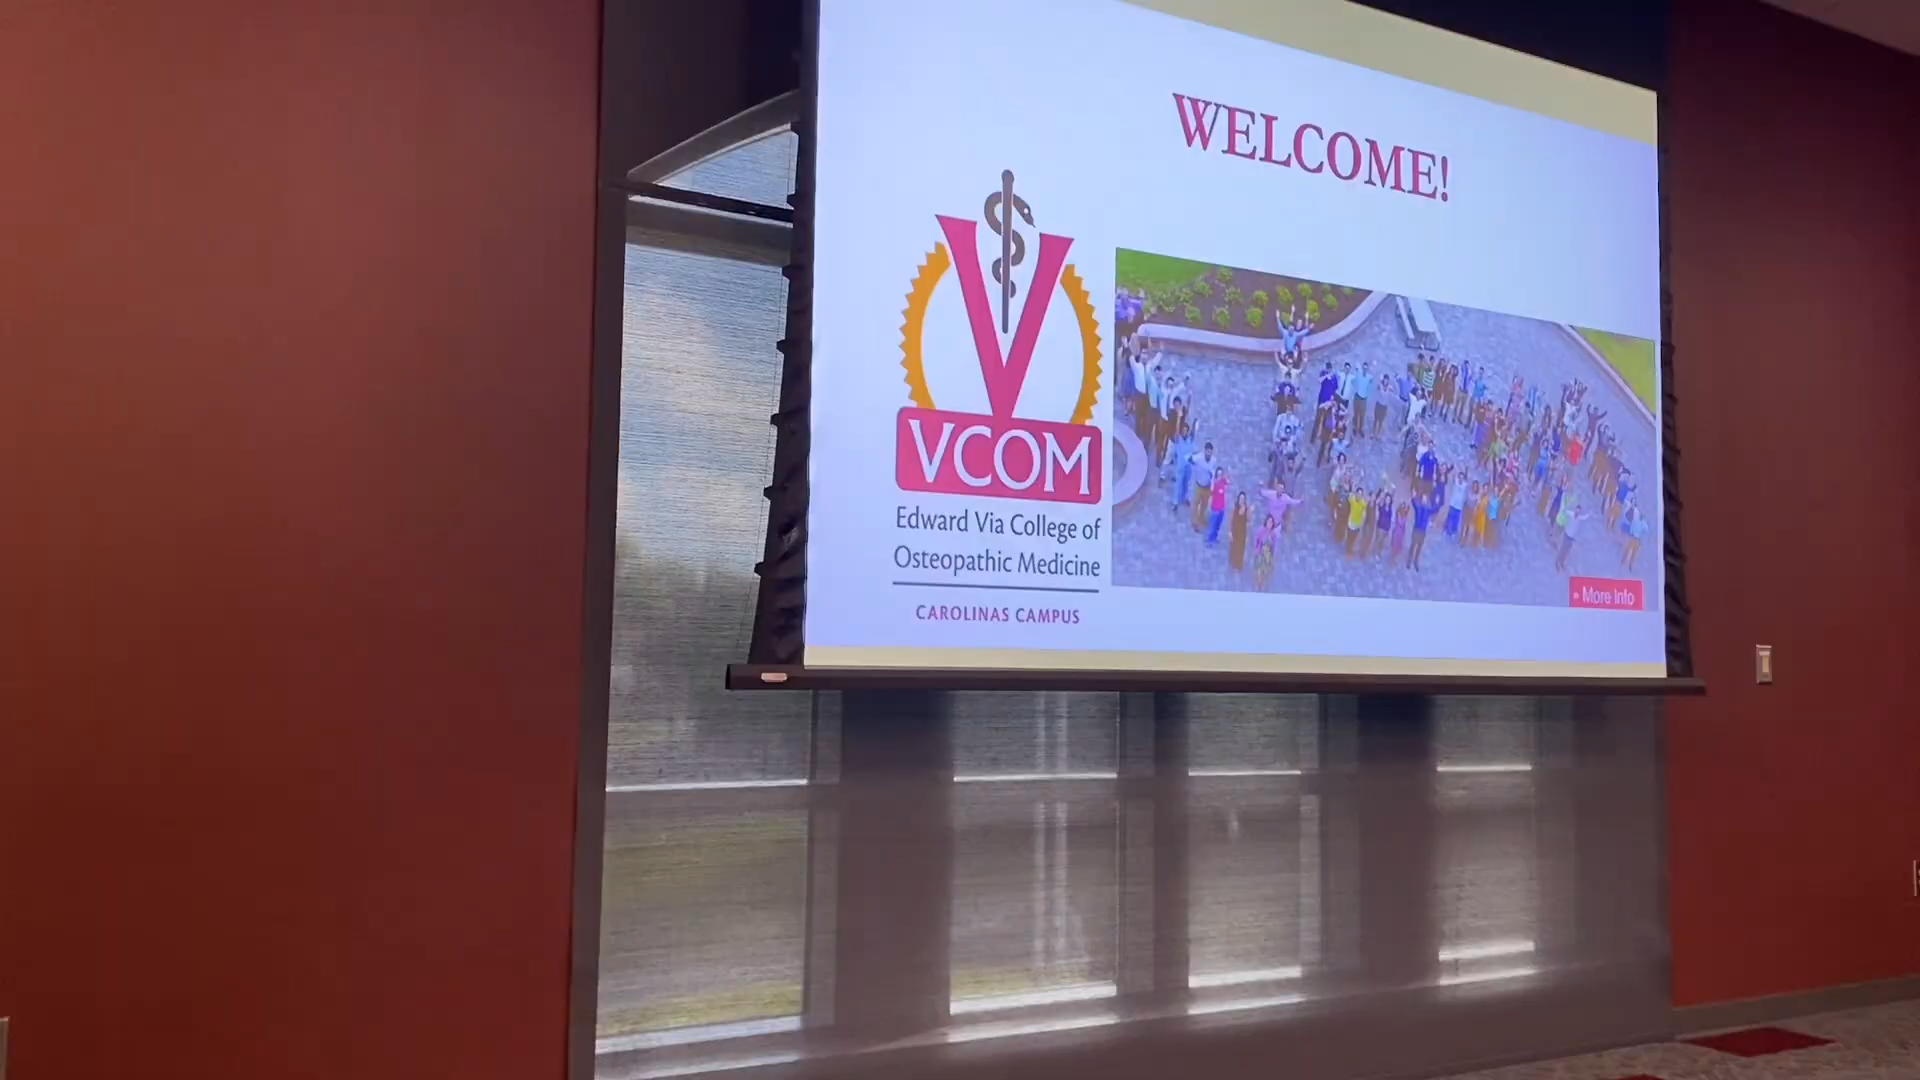 WELCOME!
VCOM
Edward Via College of
Osteopathic Medicine
CAROLINAS CAMPUS
» More Info